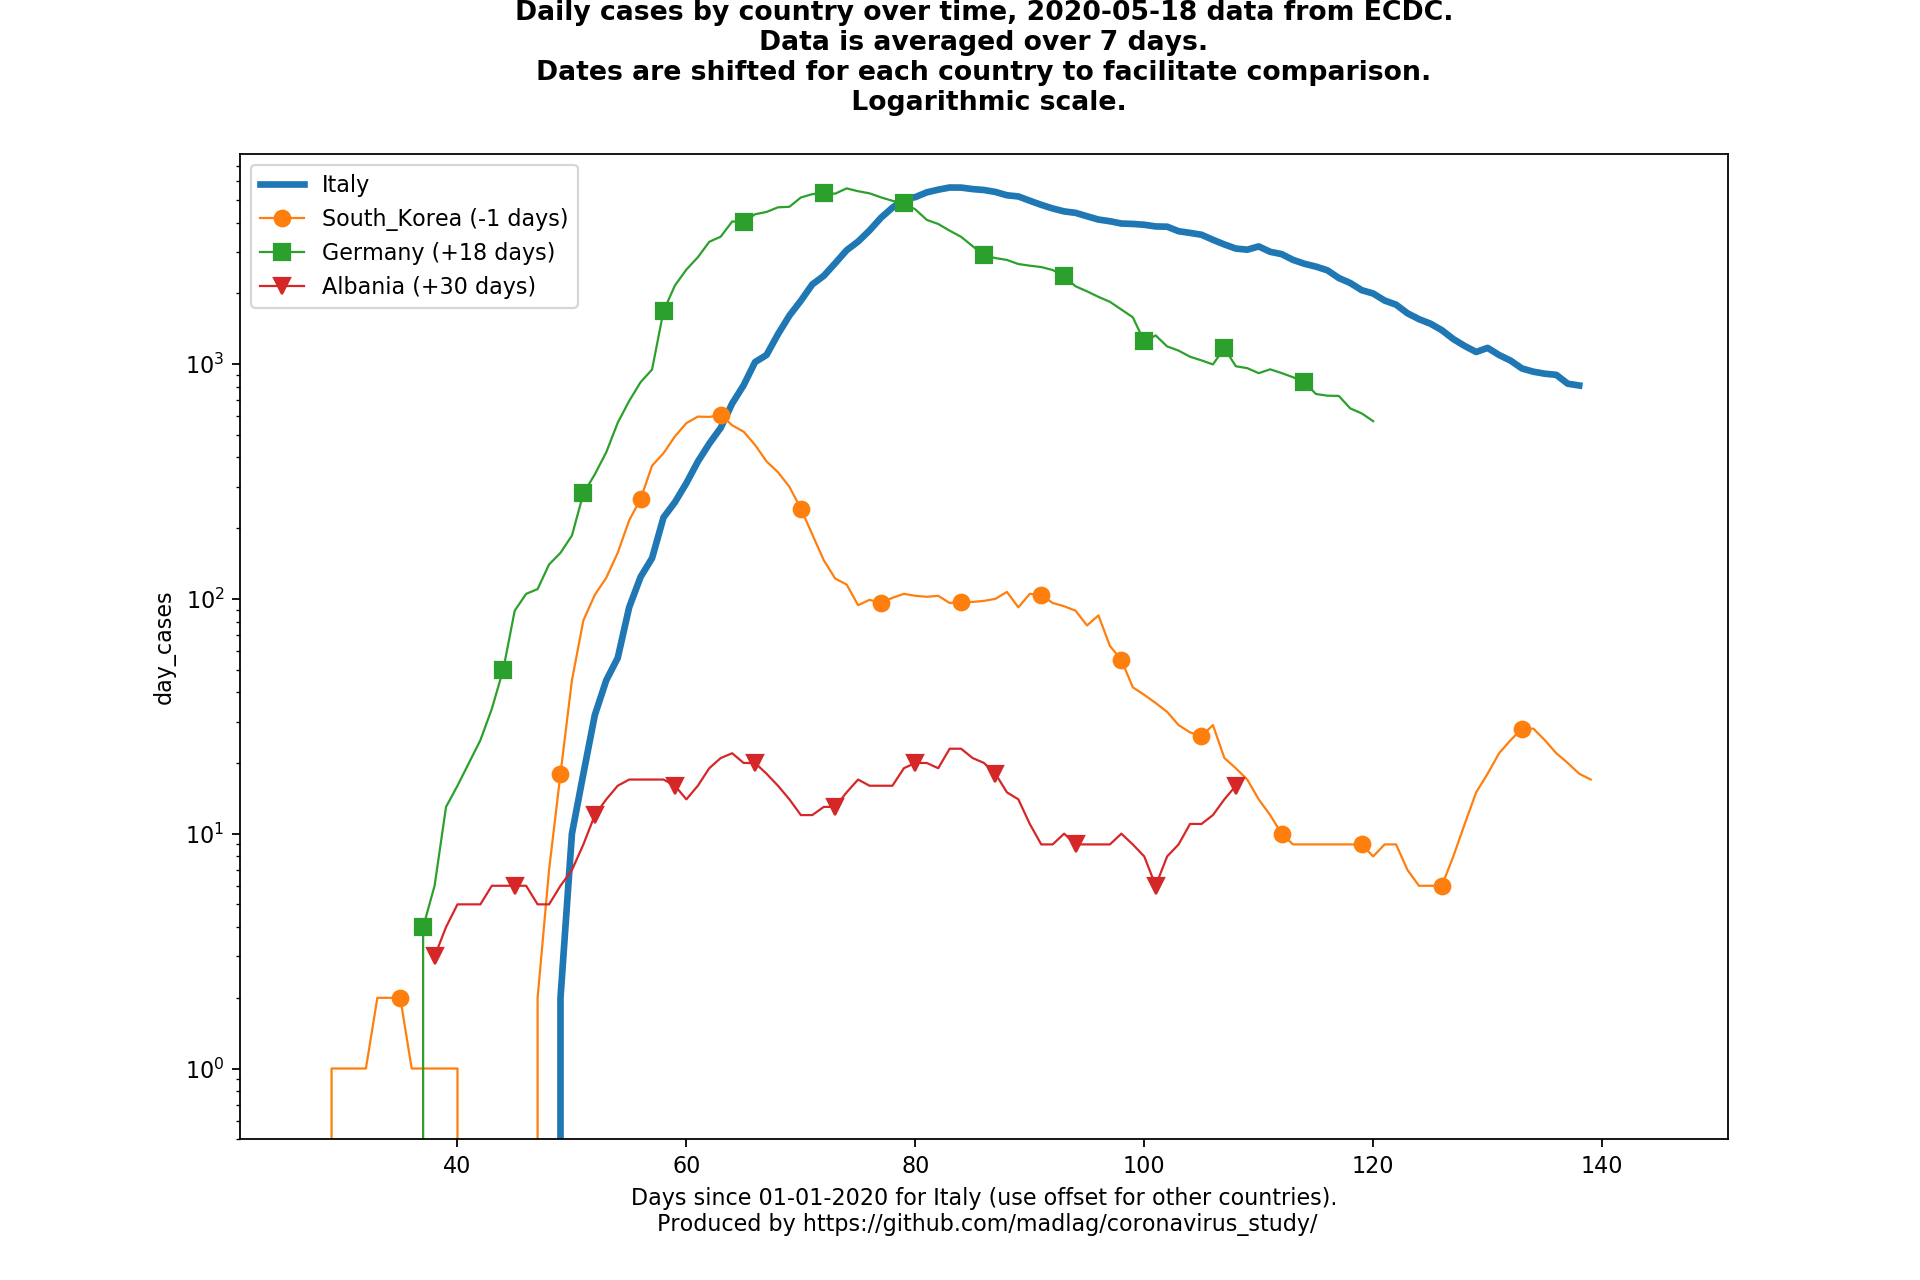 Daily cases by country over time, 2020-05-18 data from ECDC.
Data is averaged over 7 days.
Dates are shifted for each country to facilitate comparison.
Logarithmic scale.
Italy
South_Korea (-1 days)
Germany (+18 days)
Albania (+30 days)
day_cases
10³
10²
10¹
10⁰
40 60 80 100 120 140
Days since 01-01-2020 for Italy (use offset for other countries).
Produced by https://github.com/madlag/coronavirus_study/